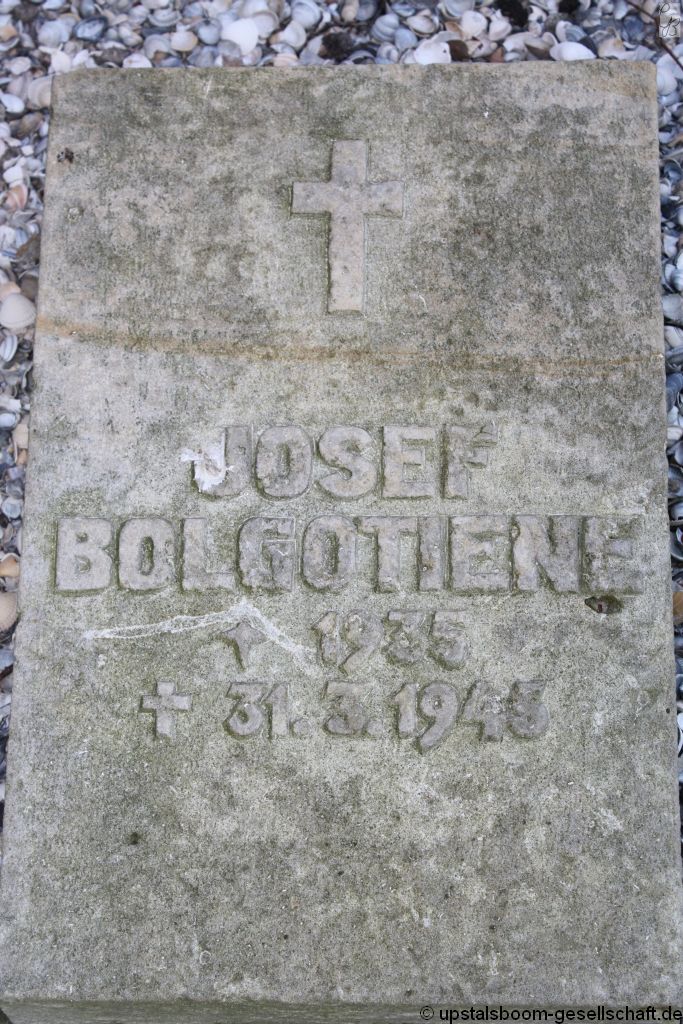 JOSEF
BOLGOTIENE
1935
31.3.1945
© upstalsboom-gesellschaft.de